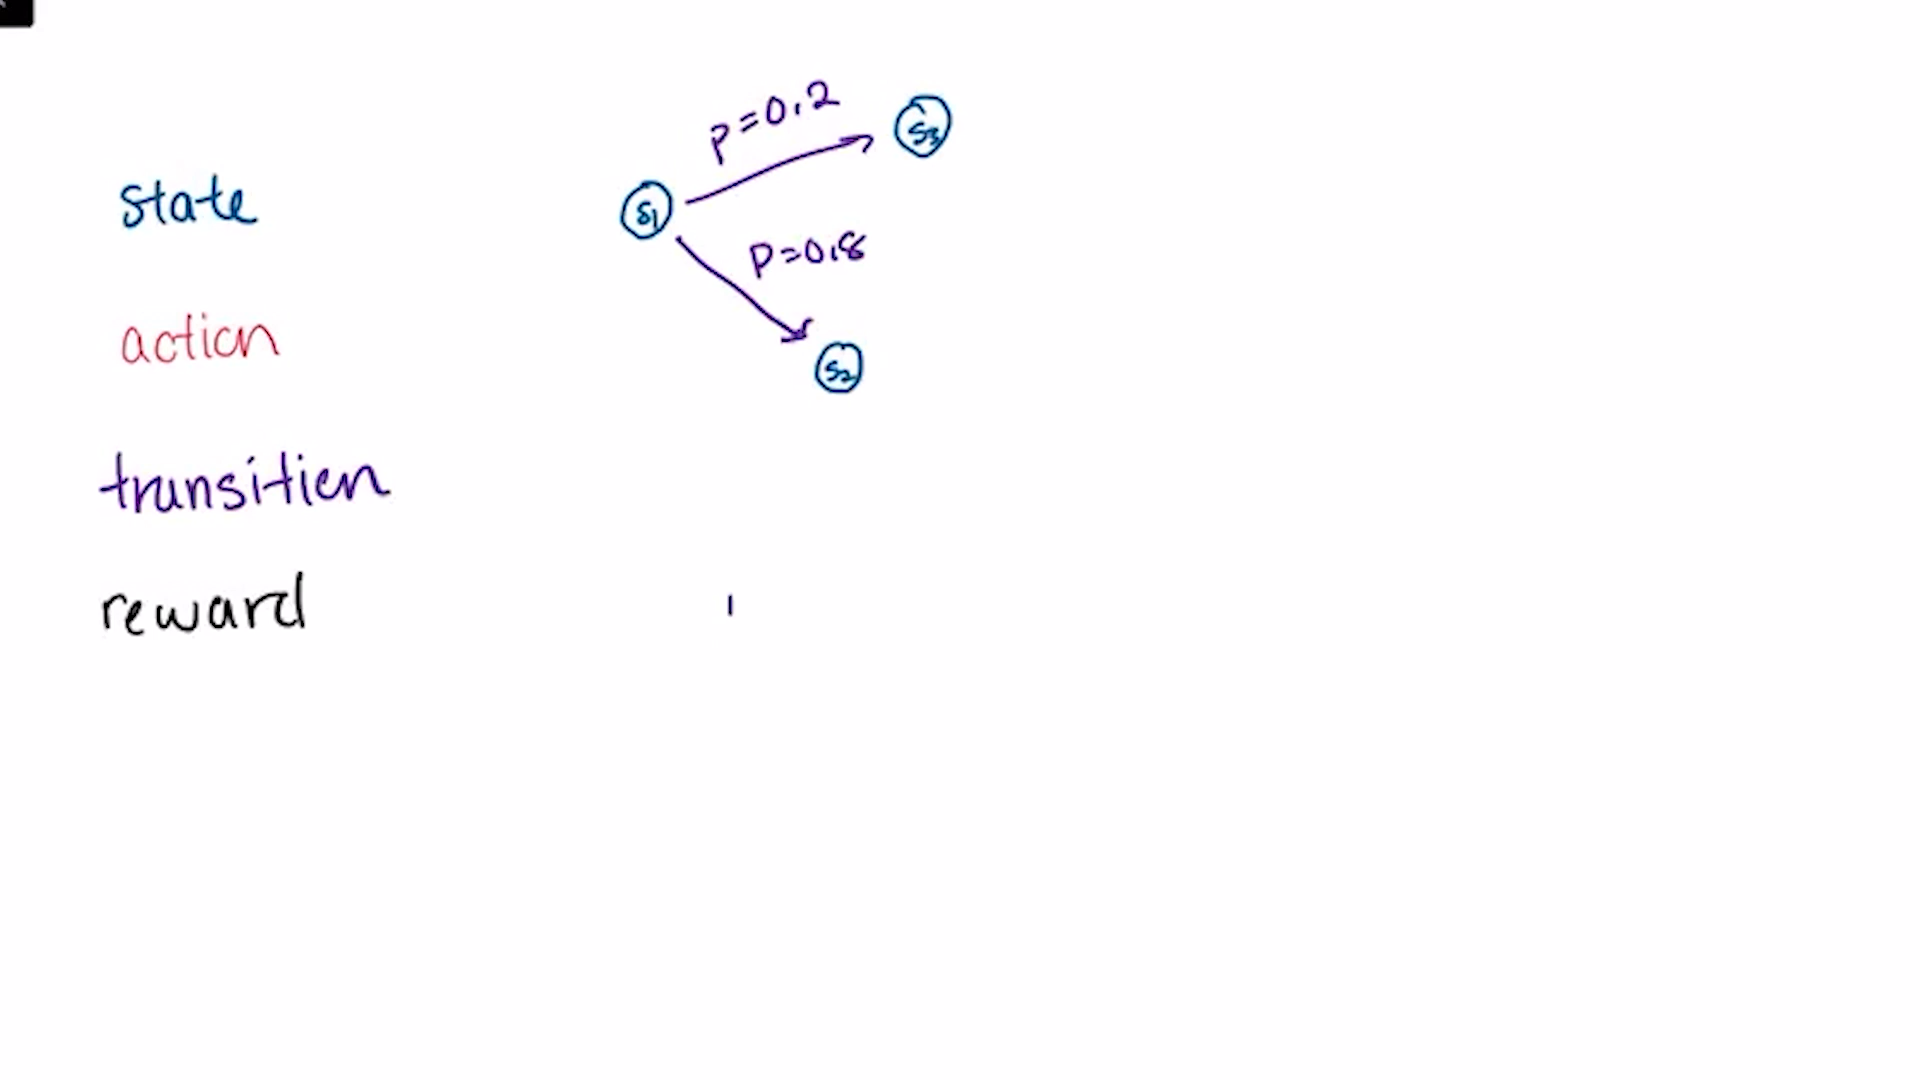 state
action
transition
reward
P=0.2
S3
S1
P=0.8
S2